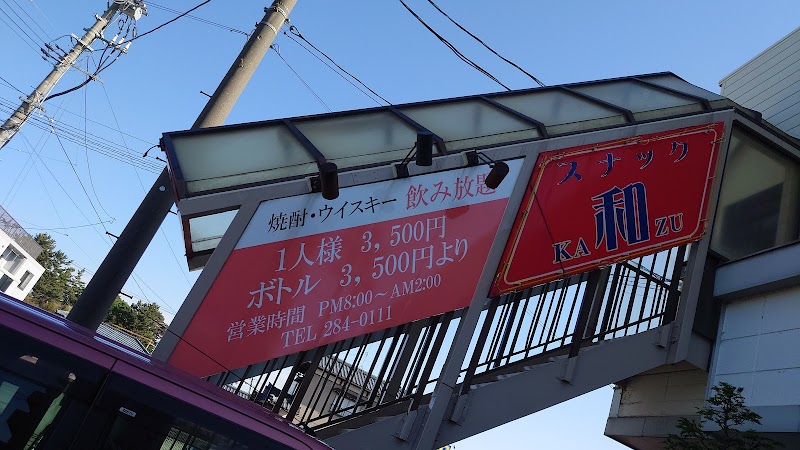 焼酎・ウイスキー 飲み放題
1人様 3,500円
ボトル 3,500円より
営業時間 PM8:00～AM2:00
TEL 284-0111
スナック
和
KAZU